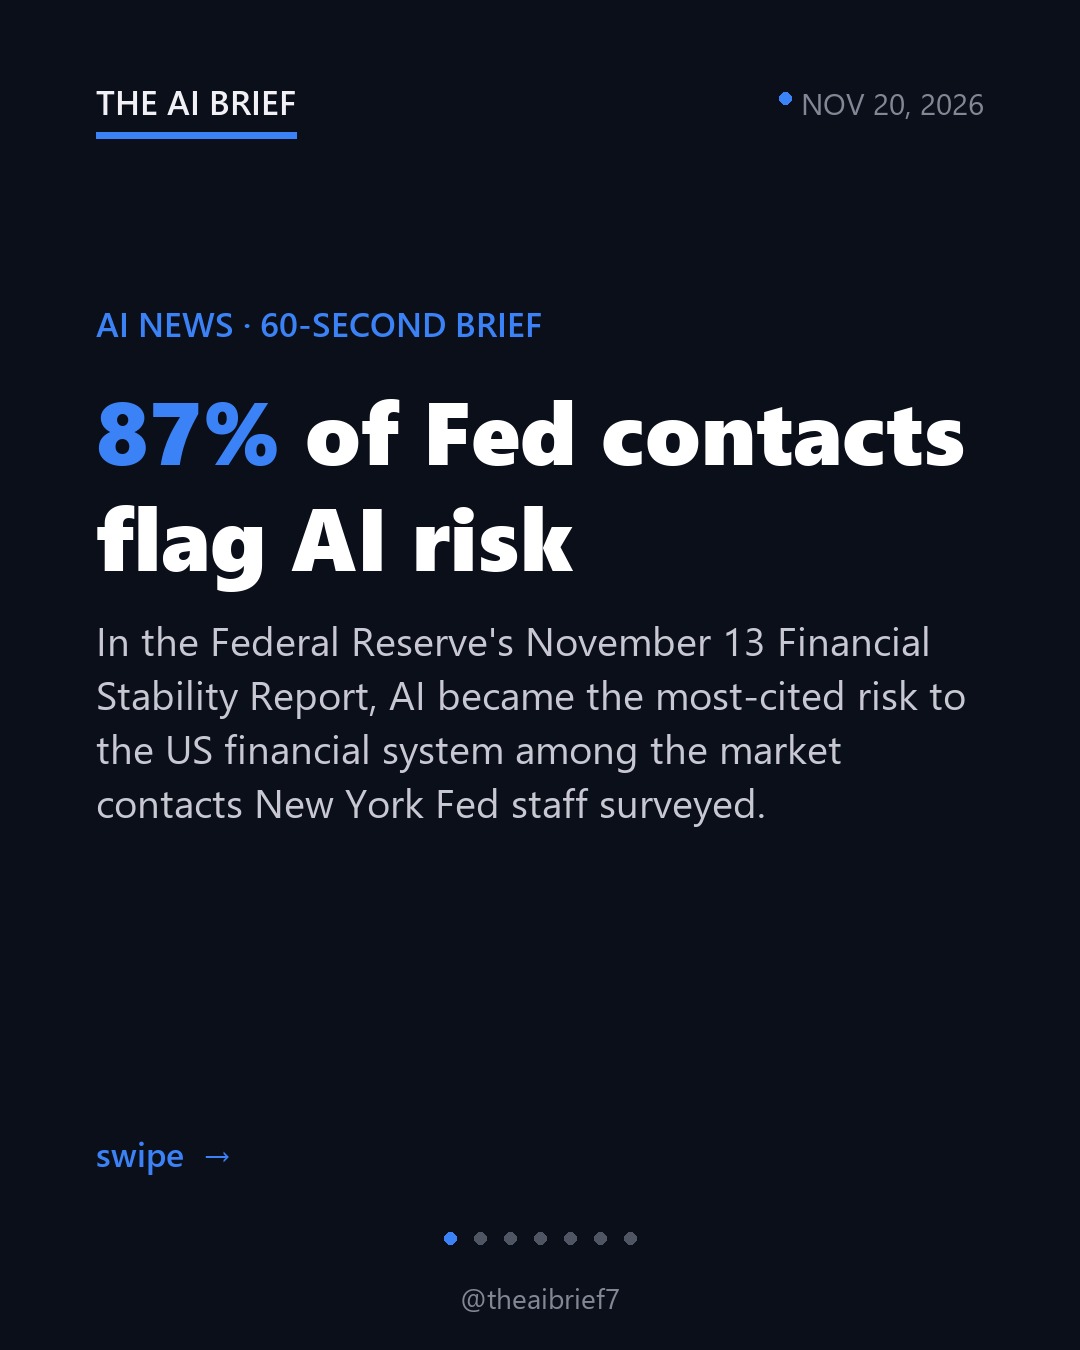 THE AI BRIEF
NOV 20, 2026
AI NEWS · 60-SECOND BRIEF
87% of Fed contacts
flag AI risk
In the Federal Reserve's November 13 Financial
Stability Report, AI became the most-cited risk to
the US financial system among the market
contacts New York Fed staff surveyed.
swipe →
@theaibrief7